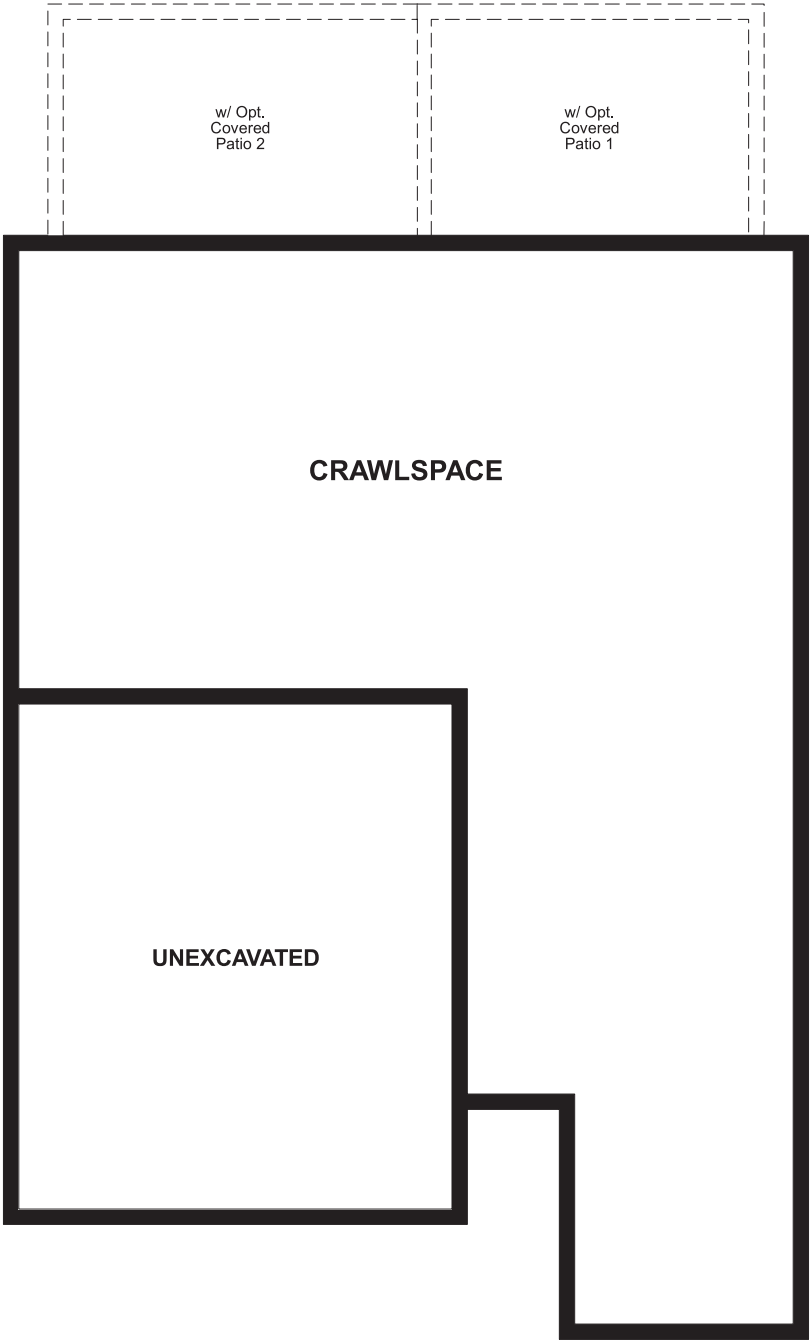 w/ Opt.
Covered
Patio 2
w/ Opt.
Covered
Patio 1
CRAWLSPACE
UNEXCAVATED